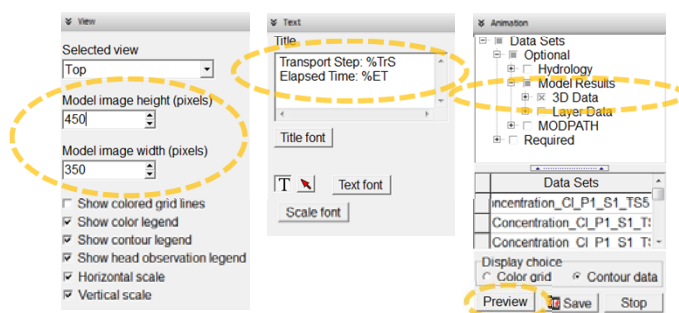 View
Selected view
Top
Model image height (pixels)
450
Model image width (pixels)
350
Show colored grid lines
Show color legend
Show contour legend
Show head observation legend
Horizontal scale
Vertical scale
Text
Title
Transport Step: %TrS
Elapsed Time: %ET
Title font
T
Text font
Scale font
Animation
Data Sets
Optional
Hydrology
Model Results
3D Data
Layer Data
MODPATH
Required
Data Sets
oncentration_Cl_P1_S1_TS5
Concentration_Cl_P1_S1_TS
Concentration_Cl_P1_S1_TS
Display choice
Color grid Contour data
Preview Save Stop